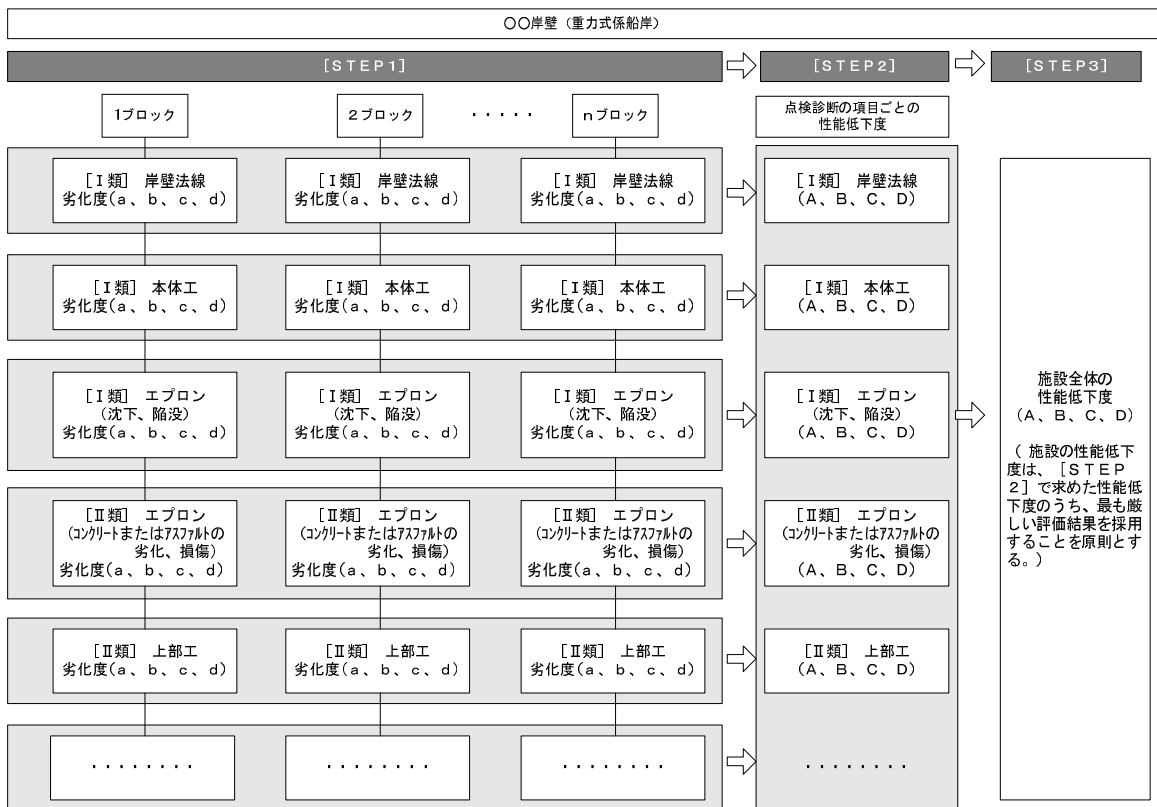 〇〇岸壁（重力式係船岸）
[ＳＴＥＰ１]
[ＳＴＥＰ２]
[ＳＴＥＰ３]
1ブロック
２ブロック
・・・・・
ｎブロック
点検診断の項目ごとの
性能低下度
[Ｉ類] 岸壁法線
劣化度(ａ、ｂ、ｃ、ｄ)
[Ｉ類] 岸壁法線
劣化度(ａ、ｂ、ｃ、ｄ)
[Ｉ類] 岸壁法線
劣化度(ａ、ｂ、ｃ、ｄ)
[Ｉ類] 岸壁法線
(Ａ、Ｂ、Ｃ、Ｄ)
[Ｉ類] 本体工
劣化度(ａ、ｂ、ｃ、ｄ)
[Ｉ類] 本体工
劣化度(ａ、ｂ、ｃ、ｄ)
[Ｉ類] 本体工
劣化度(ａ、ｂ、ｃ、ｄ)
[Ｉ類] 本体工
(Ａ、Ｂ、Ｃ、Ｄ)
[Ｉ類] エプロン
(沈下、陥没)
劣化度(ａ、ｂ、ｃ、ｄ)
[Ｉ類] エプロン
(沈下、陥没)
劣化度(ａ、ｂ、ｃ、ｄ)
[Ｉ類] エプロン
(沈下、陥没)
劣化度(ａ、ｂ、ｃ、ｄ)
[Ｉ類] エプロン
(沈下、陥没)
(Ａ、Ｂ、Ｃ、Ｄ)
[Ⅱ類] エプロン
(ｺﾝｸﾘｰﾄまたはｱｽﾌｧﾙﾄの
劣化、損傷)
劣化度(ａ、ｂ、ｃ、ｄ)
[Ⅱ類] エプロン
(ｺﾝｸﾘｰﾄまたはｱｽﾌｧﾙﾄの
劣化、損傷)
劣化度(ａ、ｂ、ｃ、ｄ)
[Ⅱ類] エプロン
(ｺﾝｸﾘｰﾄまたはｱｽﾌｧﾙﾄの
劣化、損傷)
劣化度(ａ、ｂ、ｃ、ｄ)
[Ⅱ類] エプロン
(ｺﾝｸﾘｰﾄまたはｱｽﾌｧﾙﾄの
劣化、損傷)
(Ａ、Ｂ、Ｃ、Ｄ)
[Ⅱ類] 上部工
劣化度(ａ、ｂ、ｃ、ｄ)
[Ⅱ類] 上部工
劣化度(ａ、ｂ、ｃ、ｄ)
[Ⅱ類] 上部工
劣化度(ａ、ｂ、ｃ、ｄ)
[Ⅱ類] 上部工
(Ａ、Ｂ、Ｃ、Ｄ)
・・・・・・・・
・・・・・・・・
・・・・・・・・
・・・・・・・・
施設全体の
性能低下度
(Ａ、Ｂ、Ｃ、Ｄ)
( 施設の性能低下
度は、[ＳＴＥＰ
２]で求めた性能低
下度のうち、最も厳
しい評価結果を採用
することを原則とす
る。)